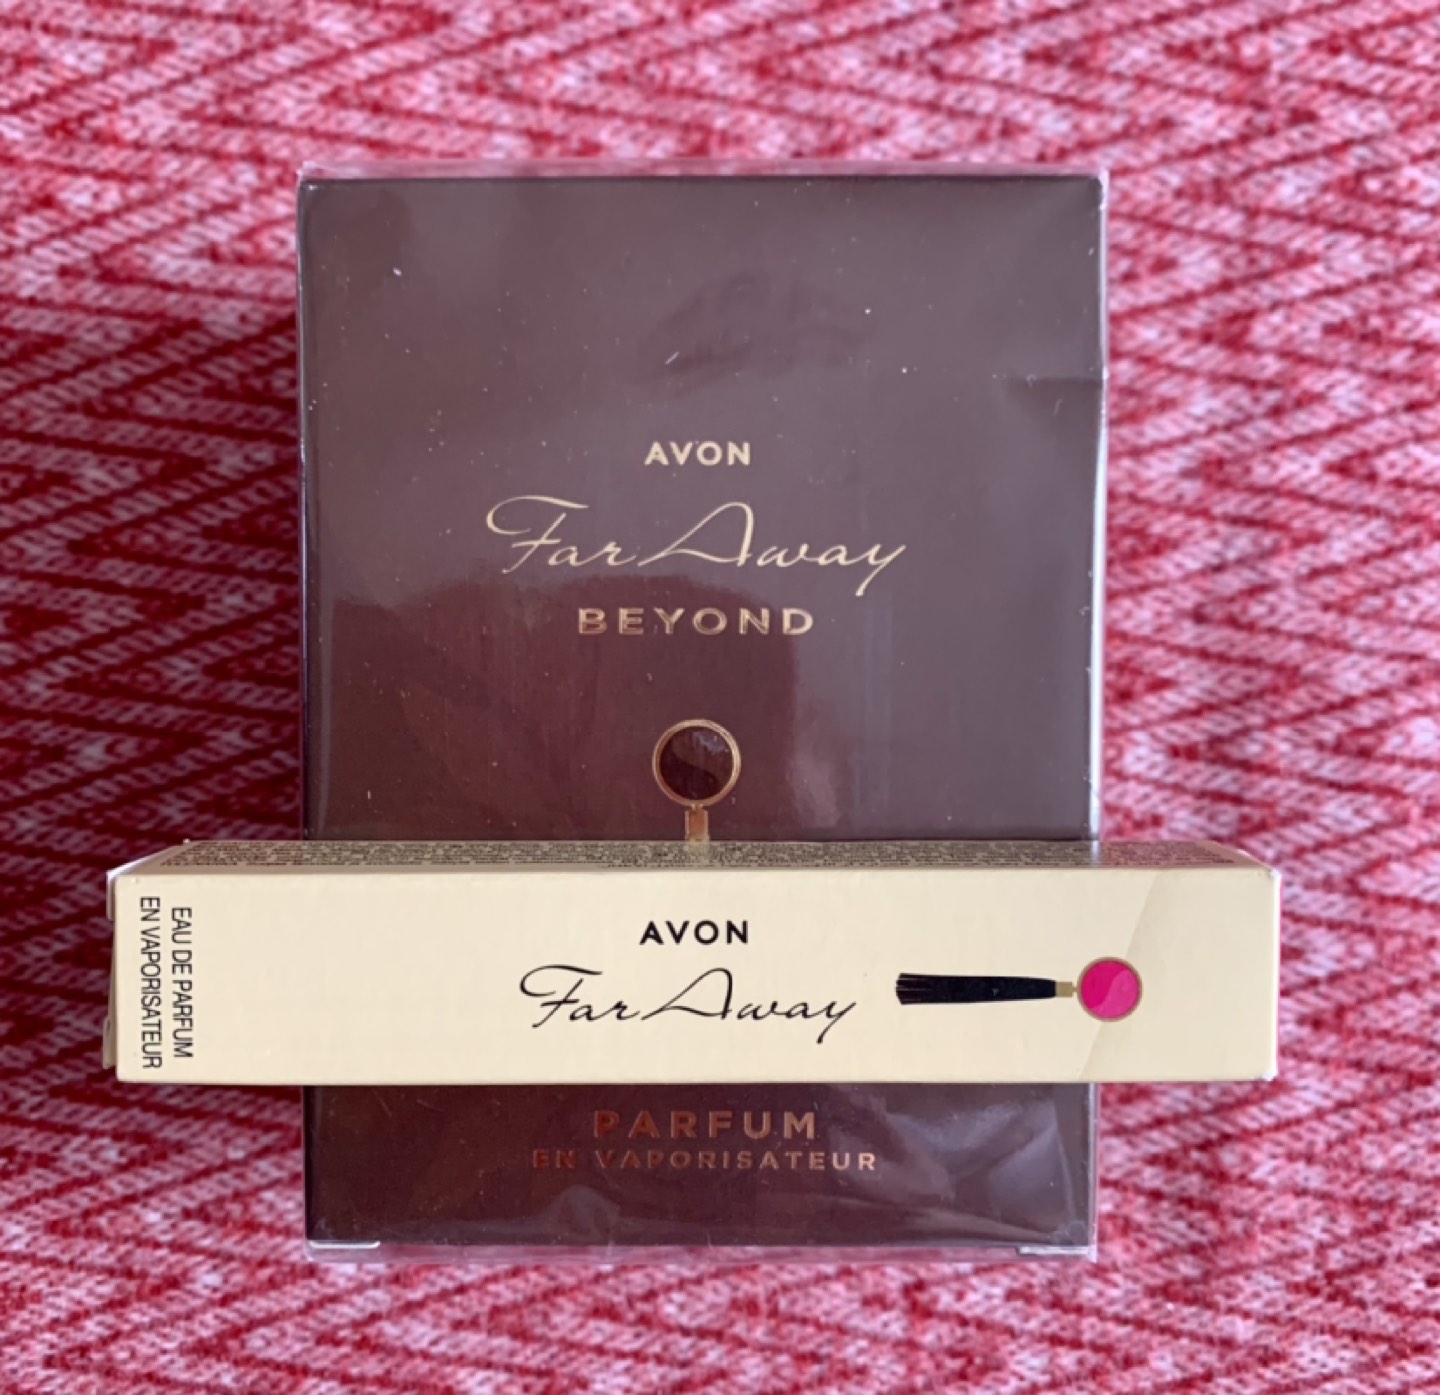 AVON
Far Away
BEYOND
EAU DE PARFUM
EN VAPORISATEUR
AVON
Far Away
PARFUM
EN VAPORISATEUR